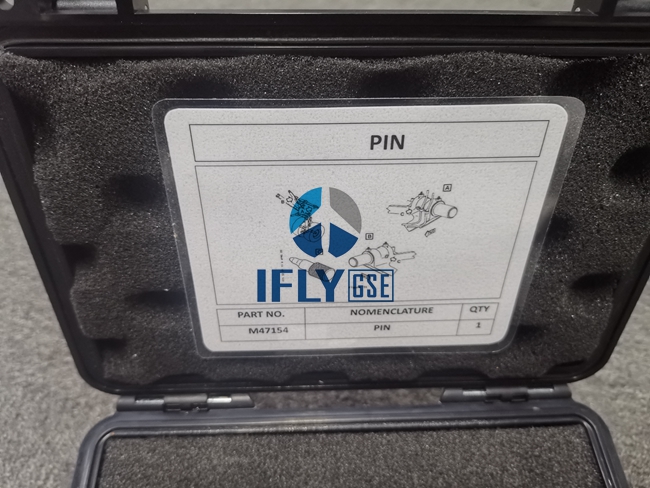 PIN
A
B
IFLY GSE
PART NO. NOMENCLATURE QTY
M47154 PIN 1